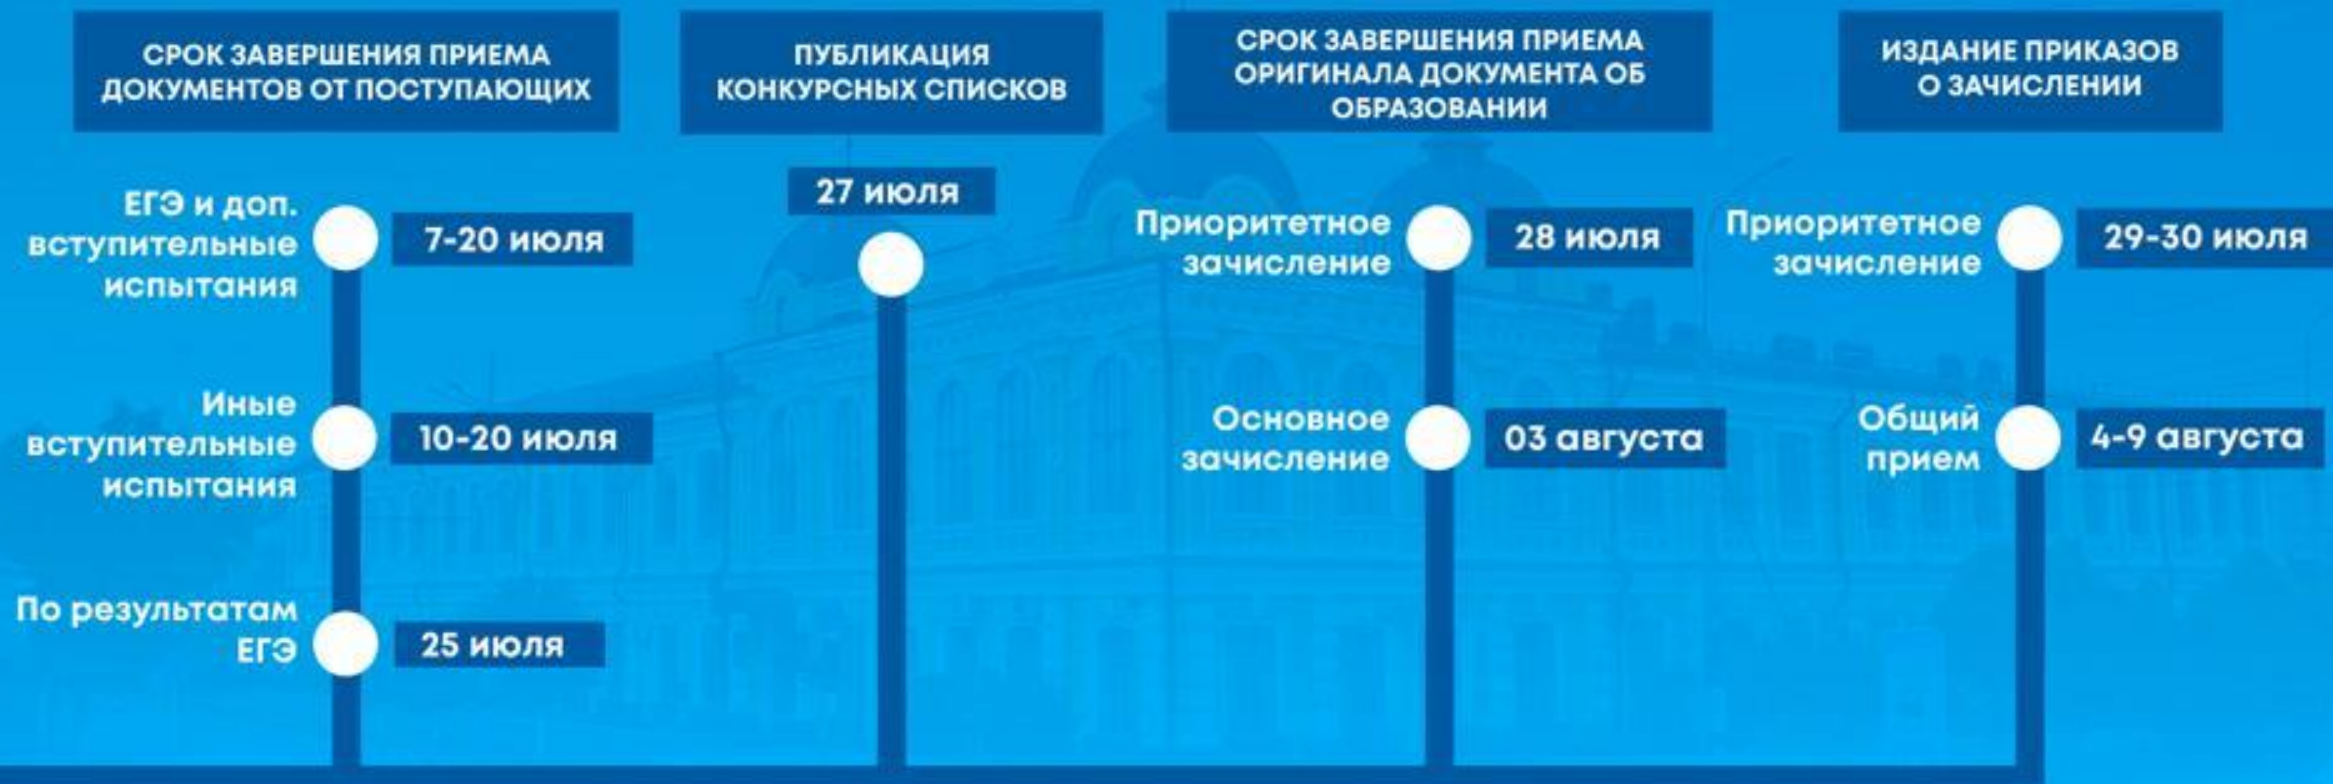 СРОК ЗАВЕРШЕНИЯ ПРИЕМА
ДОКУМЕНТОВ ОТ ПОСТУПАЮЩИХ
ЕГЭ и доп.
вступительные
испытания
7-20 июля
Иные
вступительные
испытания
10-20 июля
По результатам
ЕГЭ
25 июля
ПУБЛИКАЦИЯ
КОНКУРСНЫХ СПИСКОВ
27 июля
СРОК ЗАВЕРШЕНИЯ ПРИЕМА
ОРИГИНАЛА ДОКУМЕНТА ОБ
ОБРАЗОВАНИИ
Приоритетное
зачисление
28 июля
Основное
зачисление
03 августа
ИЗДАНИЕ ПРИКАЗОВ
О ЗАЧИСЛЕНИИ
Приоритетное
зачисление
29-30 июля
Общий
прием
4-9 августа